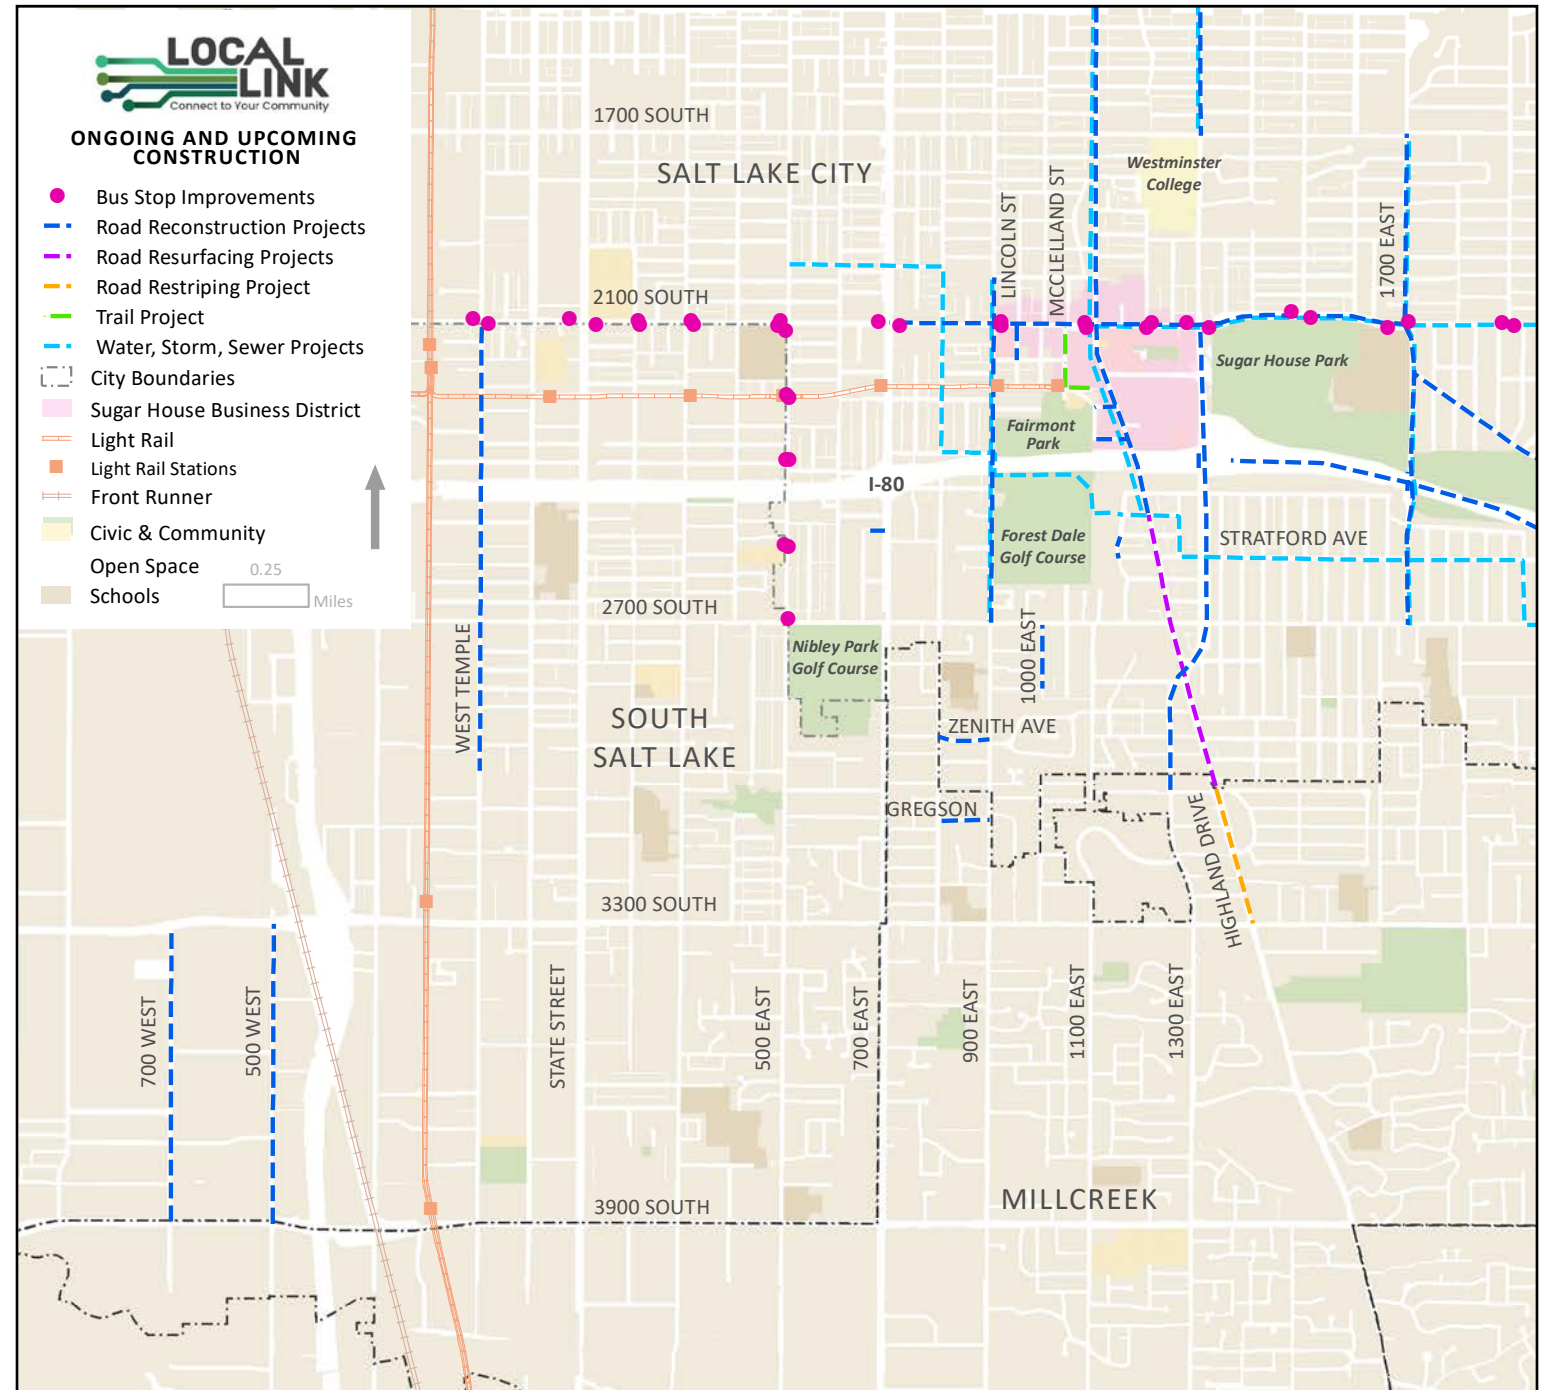 LOCAL
LINK
Connect to Your Community
ONGOING AND UPCOMING
CONSTRUCTION
Bus Stop Improvements
Road Reconstruction Projects
Road Resurfacing Projects
Road Restriping Project
Trail Project
Water, Storm, Sewer Projects
City Boundaries
Sugar House Business District
Light Rail
Light Rail Stations
Front Runner
Civic & Community
Open Space
Schools
0.25
Miles
1700 SOUTH
SALT LAKE CITY
Westminster
College
LINCOLN ST
MCCLELLAND ST
1700 EAST
2100 SOUTH
Sugar House Park
Fairmont
Park
I-80
Forest Dale
Golf Course
STRATFORD AVE
2700 SOUTH
WEST TEMPLE
Nibley Park
Golf Course
1000 EAST
SOUTH
SALT LAKE
ZENITH AVE
GREGSON
HIGHLAND DRIVE
3300 SOUTH
700 WEST
500 WEST
STATE STREET
500 EAST
700 EAST
900 EAST
1100 EAST
1300 EAST
3900 SOUTH
MILLCREEK